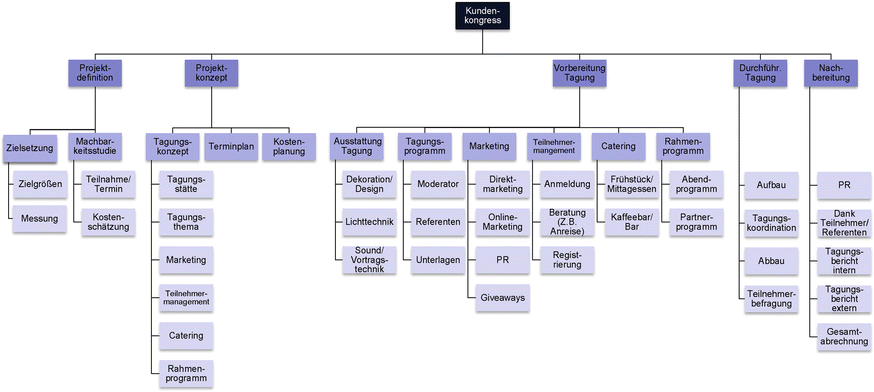 Kunden-
kongress
Projekt-
definition
Projekt-
konzept
Vorbereitung
Tagung
Durchführ.
Tagung
Nach-
bereitung
Zielsetzung
Machbar-
keitsstudie
Tagungs-
konzept
Terminplan
Kosten-
planung
Ausstattung
Tagung
Tagungs-
programm
Marketing
Teilnehmer-
management
Catering
Rahmen-
programm
Zielgrößen
Messung
Teilnahme/
Termin
Kosten-
schätzung
Tagungs-
stätte
Tagungs-
thema
Marketing
Teilnehmer-
management
Catering
Rahmen-
programm
Dekoration/
Design
Lichttechnik
Sound/
Vortrags-
technik
Moderator
Referenten
Unterlagen
Direkt-
marketing
Online-
Marketing
PR
Giveaways
Anmeldung
Beratung
(Z.B.
Anreise)
Registr-
ierung
Frühstück/
Mittagessen
Kaffeebar/
Bar
Abend-
programm
Partner-
programm
Aufbau
Tagungs-
koordination
Abbau
Teilnehmer-
befragung
PR
Dank
Teilnehmer/
Referenten
Tagungs-
bericht
intern
Tagungs-
bericht
extern
Gesamt-
abrechnung